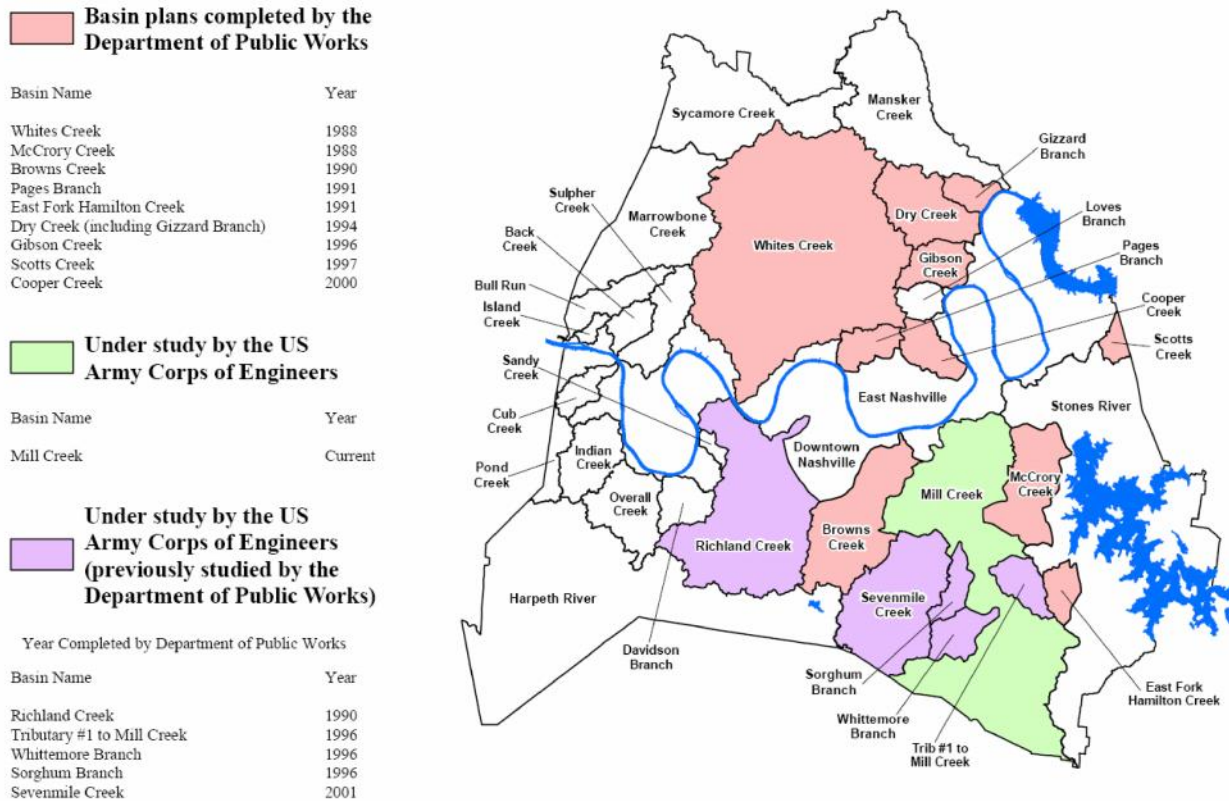 Basin plans completed by the
Department of Public Works
Basin Name Year
Whites Creek 1988
McCrory Creek 1988
Browns Creek 1990
Pages Branch 1991
East Fork Hamilton Creek 1991
Dry Creek (including Gizzard Branch) 1994
Gibson Creek 1996
Scotts Creek 1997
Cooper Creek 2000
Under study by the US
Army Corps of Engineers
Basin Name Year
Mill Creek Current
Under study by the US
Army Corps of Engineers
(previously studied by the
Department of Public Works)
Year Completed by Department of Public Works
Basin Name Year
Richland Creek 1990
Tributary #1 to Mill Creek 1996
Whittemore Branch 1996
Sorghum Branch 1996
Sevenmile Creek 2001
Sycamore Creek
Mansker
Creek
Gizzard
Branch
Sulpher
Creek
Marrowbone
Creek
Dry Creek
Loves
Branch
Back
Creek
Whites Creek
Gibson
Creek
Pages
Branch
Bull Run
Island
Creek
Cooper
Creek
Sandy
Creek
Scotts
Creek
Cub
Creek
East Nashville
Stones River
Pond
Creek
Indian
Creek
Downtown
Nashville
Overall
Creek
Mill Creek
McCrory
Creek
Richland Creek
Browns
Creek
Harpeth River
Sevenmile
Creek
Davidson
Branch
Sorghum
Branch
Whittemore
Branch
Trib #1 to
Mill Creek
East Fork
Hamilton Creek